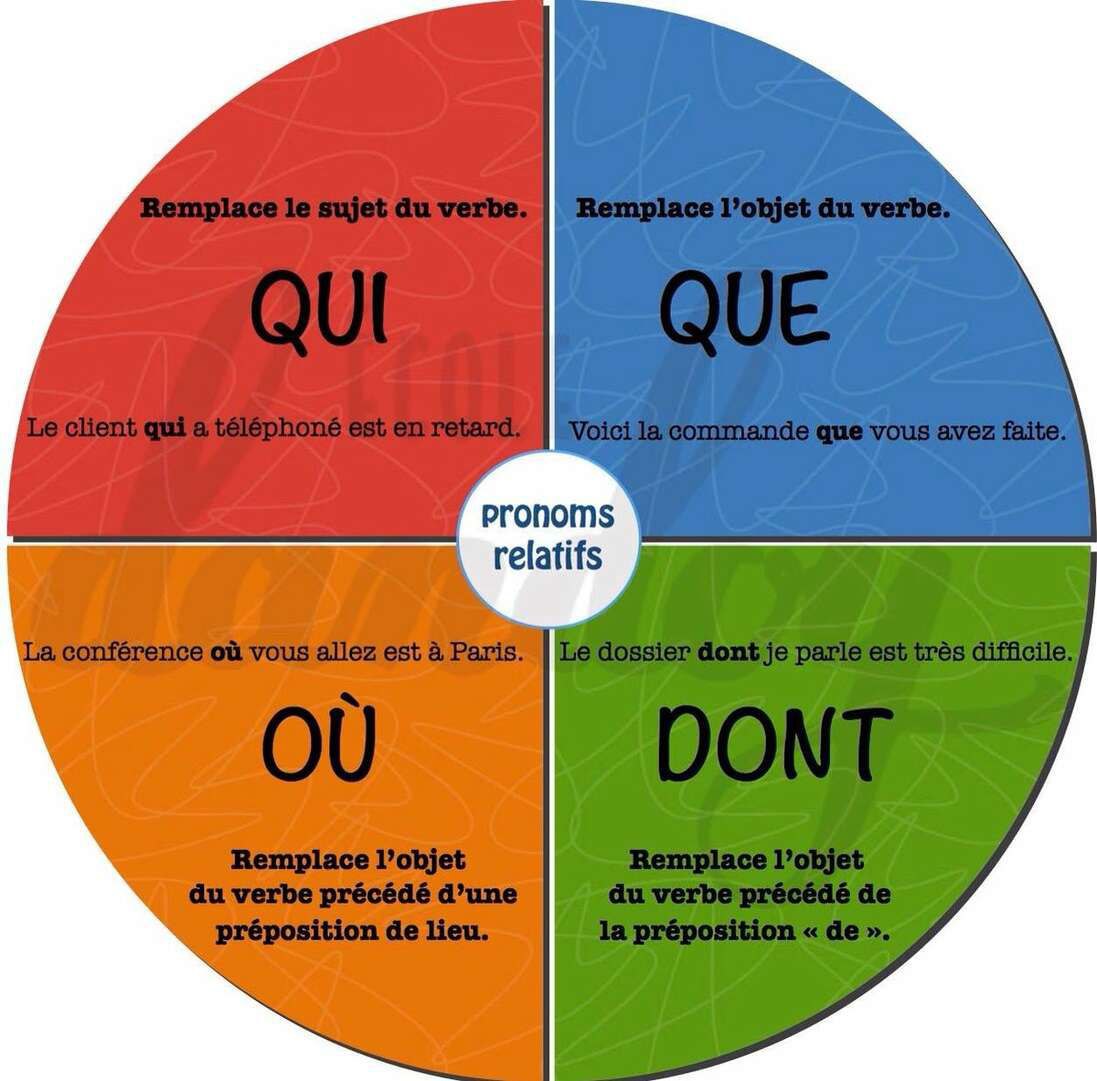 Remplace le sujet du verbe.
QUI
Le client qui a téléphoné est en retard.
Remplace l'objet du verbe.
QUE
Voici la commande que vous avez faite.
pronoms
relatifs
La conférence où vous allez est à Paris.
OÙ
Remplace l'objet
du verbe précédé d'une
préposition de lieu.
Le dossier dont je parle est très difficile.
DONT
Remplace l'objet
du verbe précédé de
la préposition « de ».